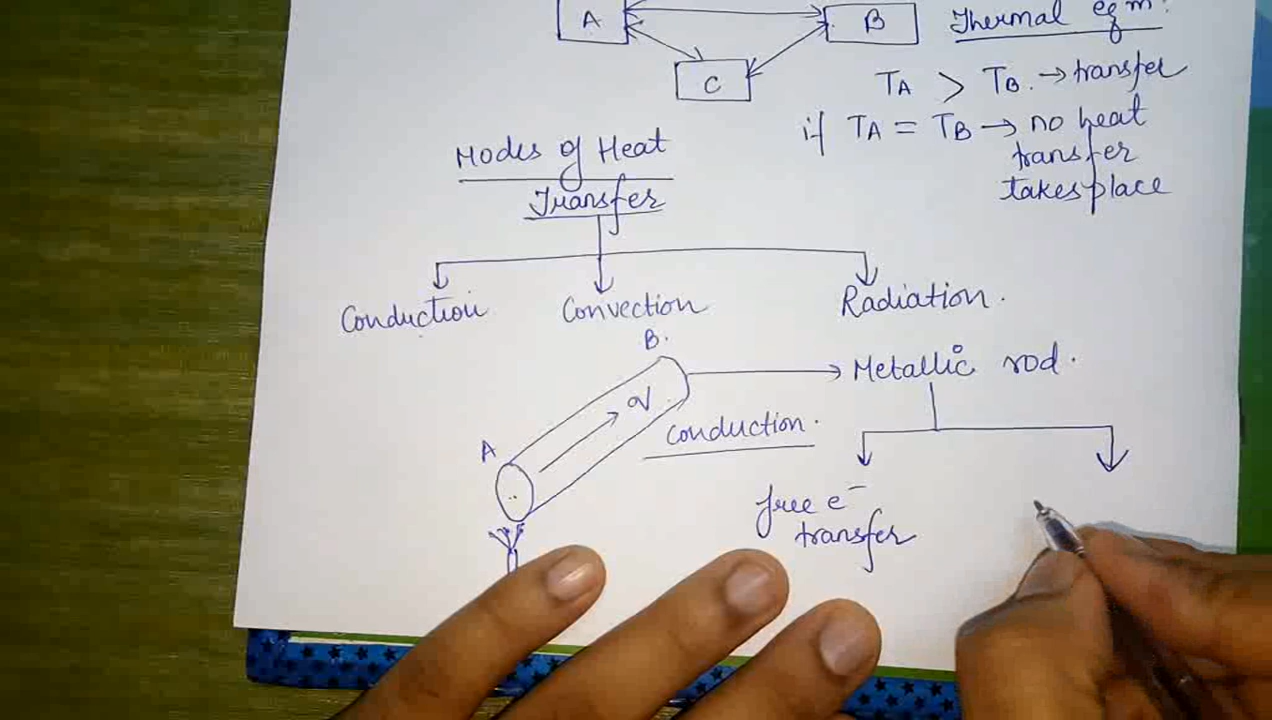 A
B
Thermal eqm.
C
TA > TB. → transfer
if TA = TB → no heat
transfer
takes place
Modes of Heat
Transfer
Conduction
Convection
Radiation.
B.
Metallic rod.
A
conduction.
free e⁻
transfer